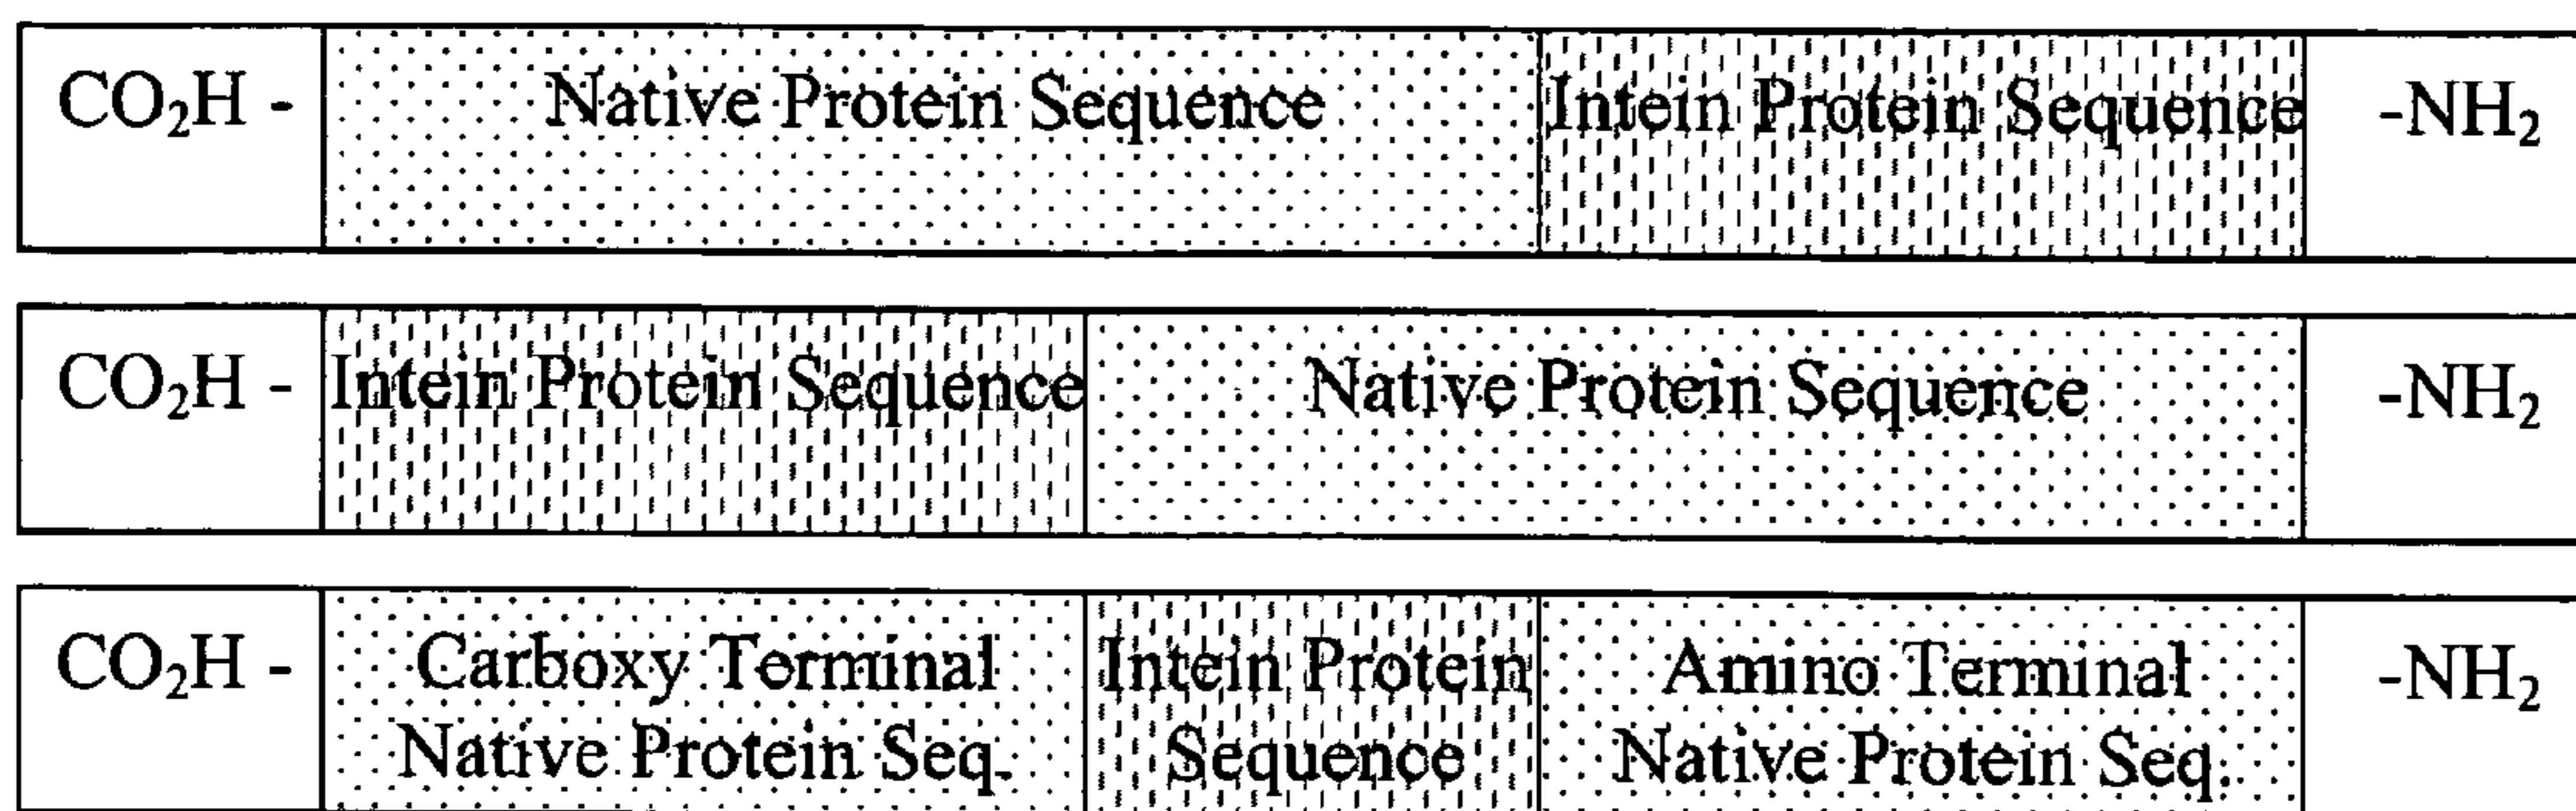 CO₂H - Native Protein Sequence Intein Protein Sequence -NH₂
CO₂H - Intein Protein Sequence Native Protein Sequence -NH₂
CO₂H - Carboxy Terminal Intein Protein Amino Terminal -NH₂
Native Protein Seq. Sequence Native Protein Seq.